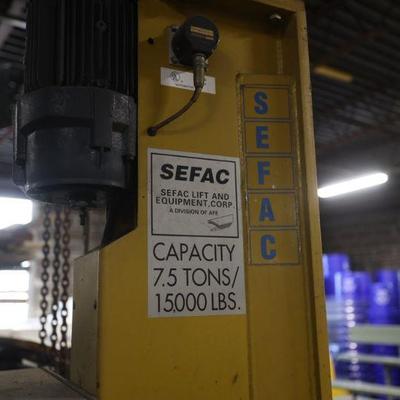 SEFAC
SEFAC LIFT AND
EQUIPMENT.CORP.
A DIVISION OF AFE
CAPACITY
7.5 TONS/
15,000 LBS.
S
E
F
A
C